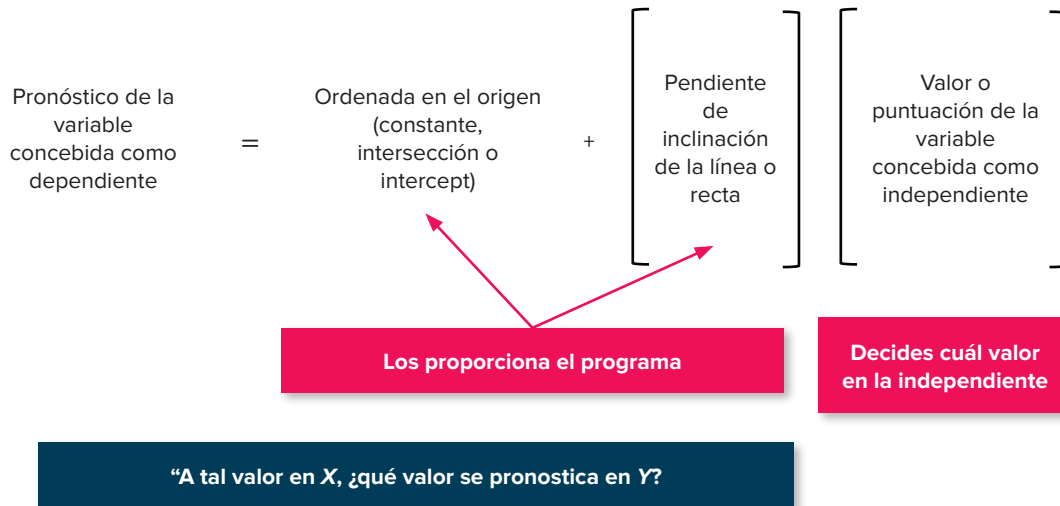 Pronóstico de la
variable
concebida como
dependiente
=
Ordenada en el origen
(constante,
intersección o
intercept)
+
Pendiente
de
inclinación
de la línea o
recta
Valor o
puntuación de la
variable
concebida como
independiente
Los proporciona el programa
Decides cuál valor
en la independiente
“A tal valor en X, ¿qué valor se pronostica en Y?